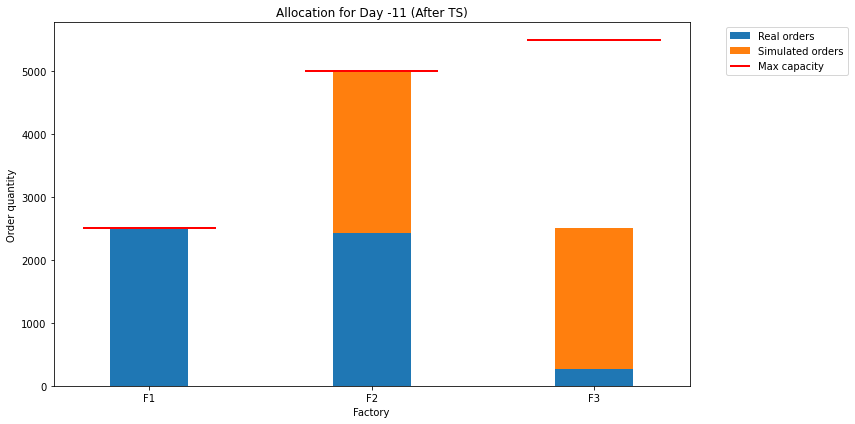 Allocation for Day -11 (After TS)
Real orders
Simulated orders
Max capacity
Order quantity
5000
4000
3000
2000
1000
0
F1
F2
F3
Factory